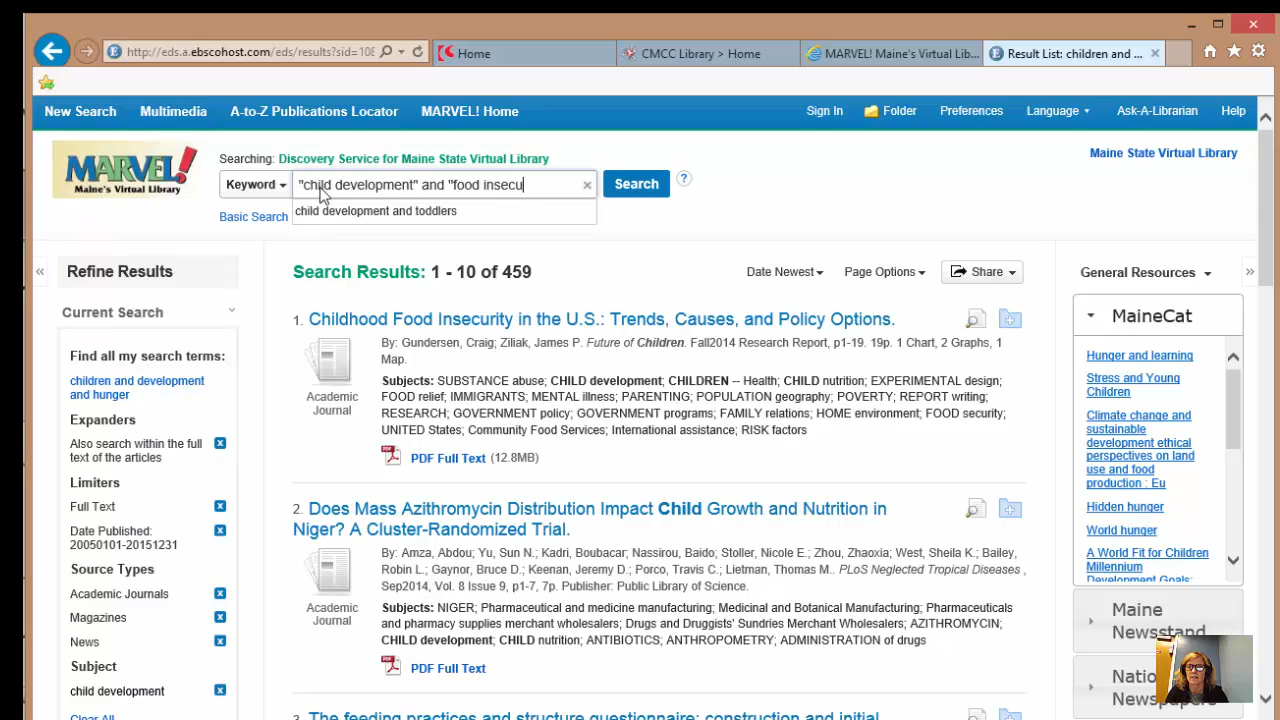 http://eds.a.ebscohost.com/eds/results?sid=106
Home
CMCC Library > Home
MARVEL! Maine's Virtual Lib...
Result List: children and ...
New Search
Multimedia
A-to-Z Publications Locator
MARVEL! Home
Sign In
Folder
Preferences
Language
Ask-A-Librarian
Help
MARVEL!
Maine's Virtual Library
Searching: Discovery Service for Maine State Virtual Library
Maine State Virtual Library
Keyword
"child development" and "food insecu
Search
?
child development and toddlers
Basic Search
Refine Results
Current Search
Find all my search terms:
children and development
and hunger
Expanders
Also search within the full
text of the articles
Limiters
Full Text
Date Published:
20050101-20151231
Source Types
Academic Journals
Magazines
News
Subject
child development
Clear All
Search Results: 1 - 10 of 459
Date Newest
Page Options
Share
1. Childhood Food Insecurity in the U.S.: Trends, Causes, and Policy Options.
By: Gundersen, Craig; Ziliak, James P. Future of Children. Fall2014 Research Report, p1-19. 19p. 1 Chart, 2 Graphs, 1
Map.
Academic
Journal
Subjects: SUBSTANCE abuse; CHILD development; CHILDREN -- Health; CHILD nutrition; EXPERIMENTAL design;
FOOD relief; IMMIGRANTS; MENTAL illness; PARENTING; POPULATION geography; POVERTY; REPORT writing;
RESEARCH; GOVERNMENT policy; GOVERNMENT programs; FAMILY relations; HOME environment; FOOD security;
UNITED States; Community Food Services; International assistance; RISK factors
PDF Full Text (12.8MB)
2. Does Mass Azithromycin Distribution Impact Child Growth and Nutrition in
Niger? A Cluster-Randomized Trial.
By: Amza, Abdou; Yu, Sun N.; Kadri, Boubacar; Nassirou, Baido; Stoller, Nicole E.; Zhou, Zhaoxia; West, Sheila K.; Bailey,
Robin L.; Gaynor, Bruce D.; Keenan, Jeremy D.; Porco, Travis C.; Lietman, Thomas M.. PLoS Neglected Tropical Diseases ,
Sep2014, Vol. 8 Issue 9, p1-7, 7p. Publisher: Public Library of Science.
Academic
Journal
Subjects: NIGER; Pharmaceutical and medicine manufacturing; Medicinal and Botanical Manufacturing; Pharmaceuticals
and pharmacy supplies merchant wholesalers; Drugs and Druggists' Sundries Merchant Wholesalers; AZITHROMYCIN;
CHILD development; CHILD nutrition; ANTIBIOTICS; ANTHROPOMETRY; ADMINISTRATION of drugs
PDF Full Text
3. The feeding practices and structure questionnaire: construction and initial
General Resources
MaineCat
Hunger and learning
Stress and Young
Children
Climate change and
sustainable
development ethical
perspectives on land
use and food
production : Eu
Hidden hunger
World hunger
A World Fit for Children
Millennium
Development Goals:
Maine
Newsstand
Newspapers